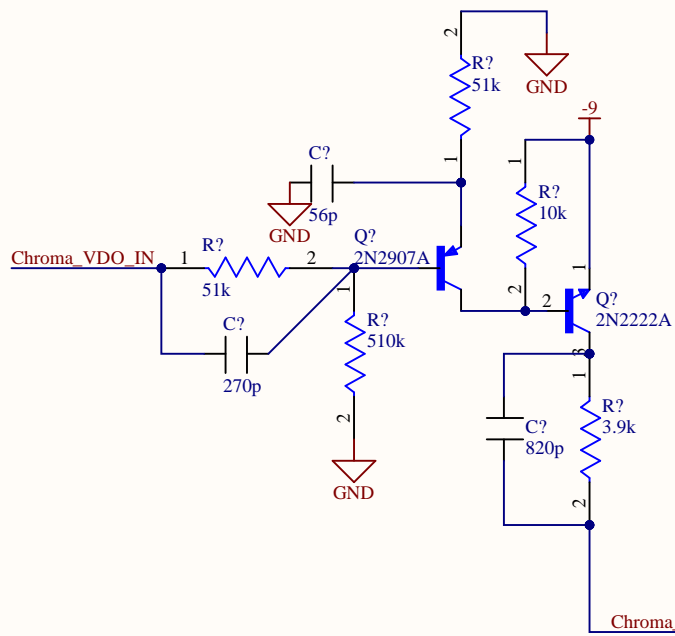 2
R?
51k
GND
1
-9
1
R?
10k
2
C?
56p
GND
Chroma_VDO_IN
1
R?
51k
2
Q?
2N2907A
1
R?
510k
2
GND
C?
270p
1
2
Q?
2N2222A
3
1
R?
3.9k
2
C?
820p
Chroma_